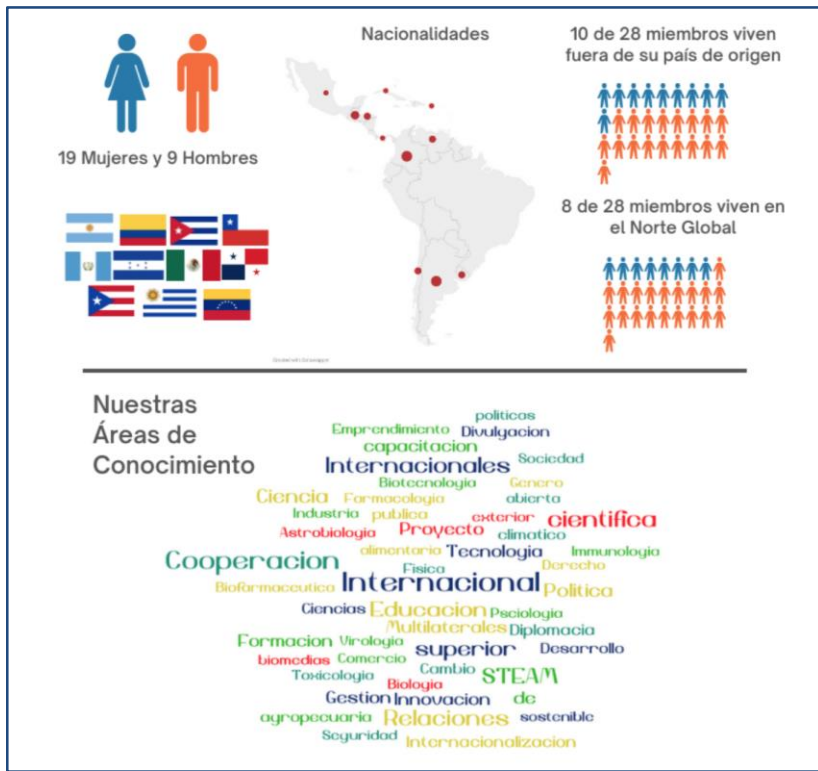 Nacionalidades
10 de 28 miembros viven
fuera de su país de origen
19 Mujeres y 9 Hombres
8 de 28 miembros viven en
el Norte Global
Nuestras
Áreas de
Conocimiento
politicas
Emprendimiento Divulgacion
capacitacion
Internacionales Sociedad
Biotecnologia Genero
Ciencia Farmacologia abierta
Industria publica exterior cientifica
Astrobiologia Proyecto climatico
Cooperacion alimentaria Tecnologia Immunologia
Fisica Derecho
Biofarmaceutica Internacional Politica
Ciencias Educacion Psciologia
Multilaterales Diplomacia
Formacion Virologia superior Desarrollo
biomedias Comercio Cambio STEAM
Toxicologia Biologia
Gestion Innovacion de
agropecuaria Relaciones sostenible
Seguridad Internacionalizacion